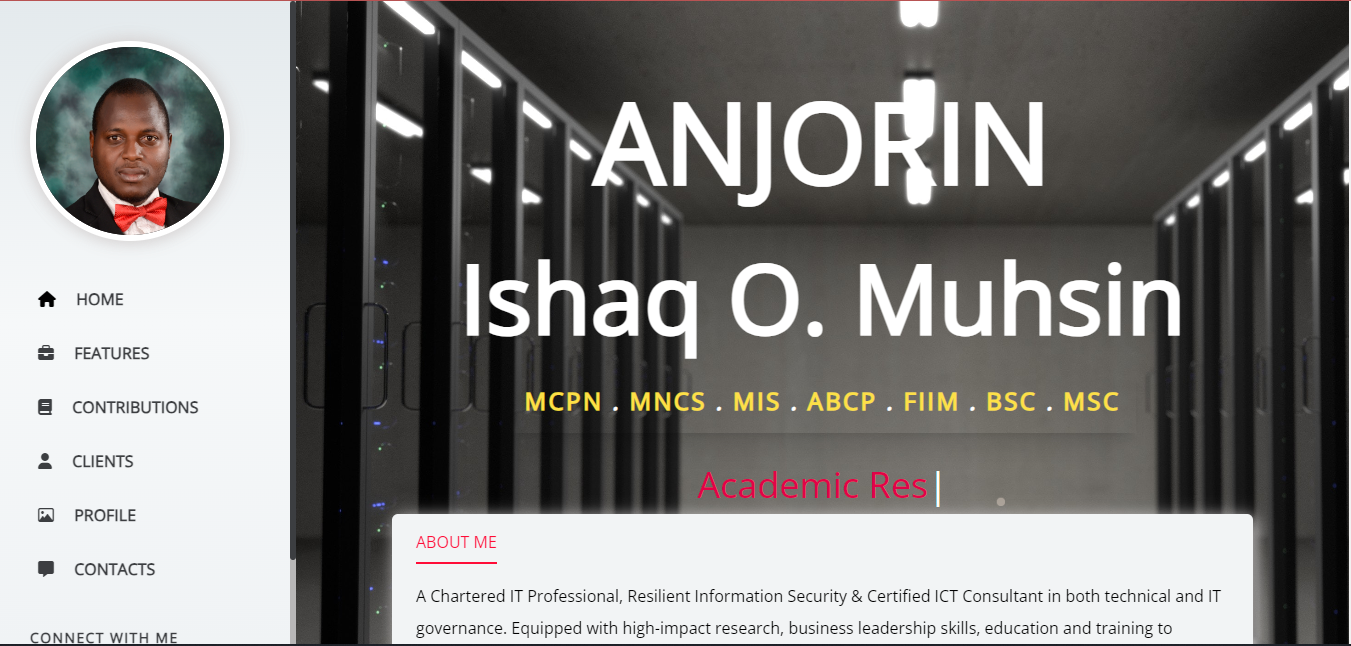 HOME
FEATURES
CONTRIBUTIONS
CLIENTS
PROFILE
CONTACTS
CONNECT WITH ME
ANJORIN
Ishaq O. Muhsin
MCPN . MNCS . MIS . ABCP . FIIM . BSC . MSC
Academic Res|
ABOUT ME
A Chartered IT Professional, Resilient Information Security & Certified ICT Consultant in both technical and IT
governance. Equipped with high-impact research, business leadership skills, education and training to